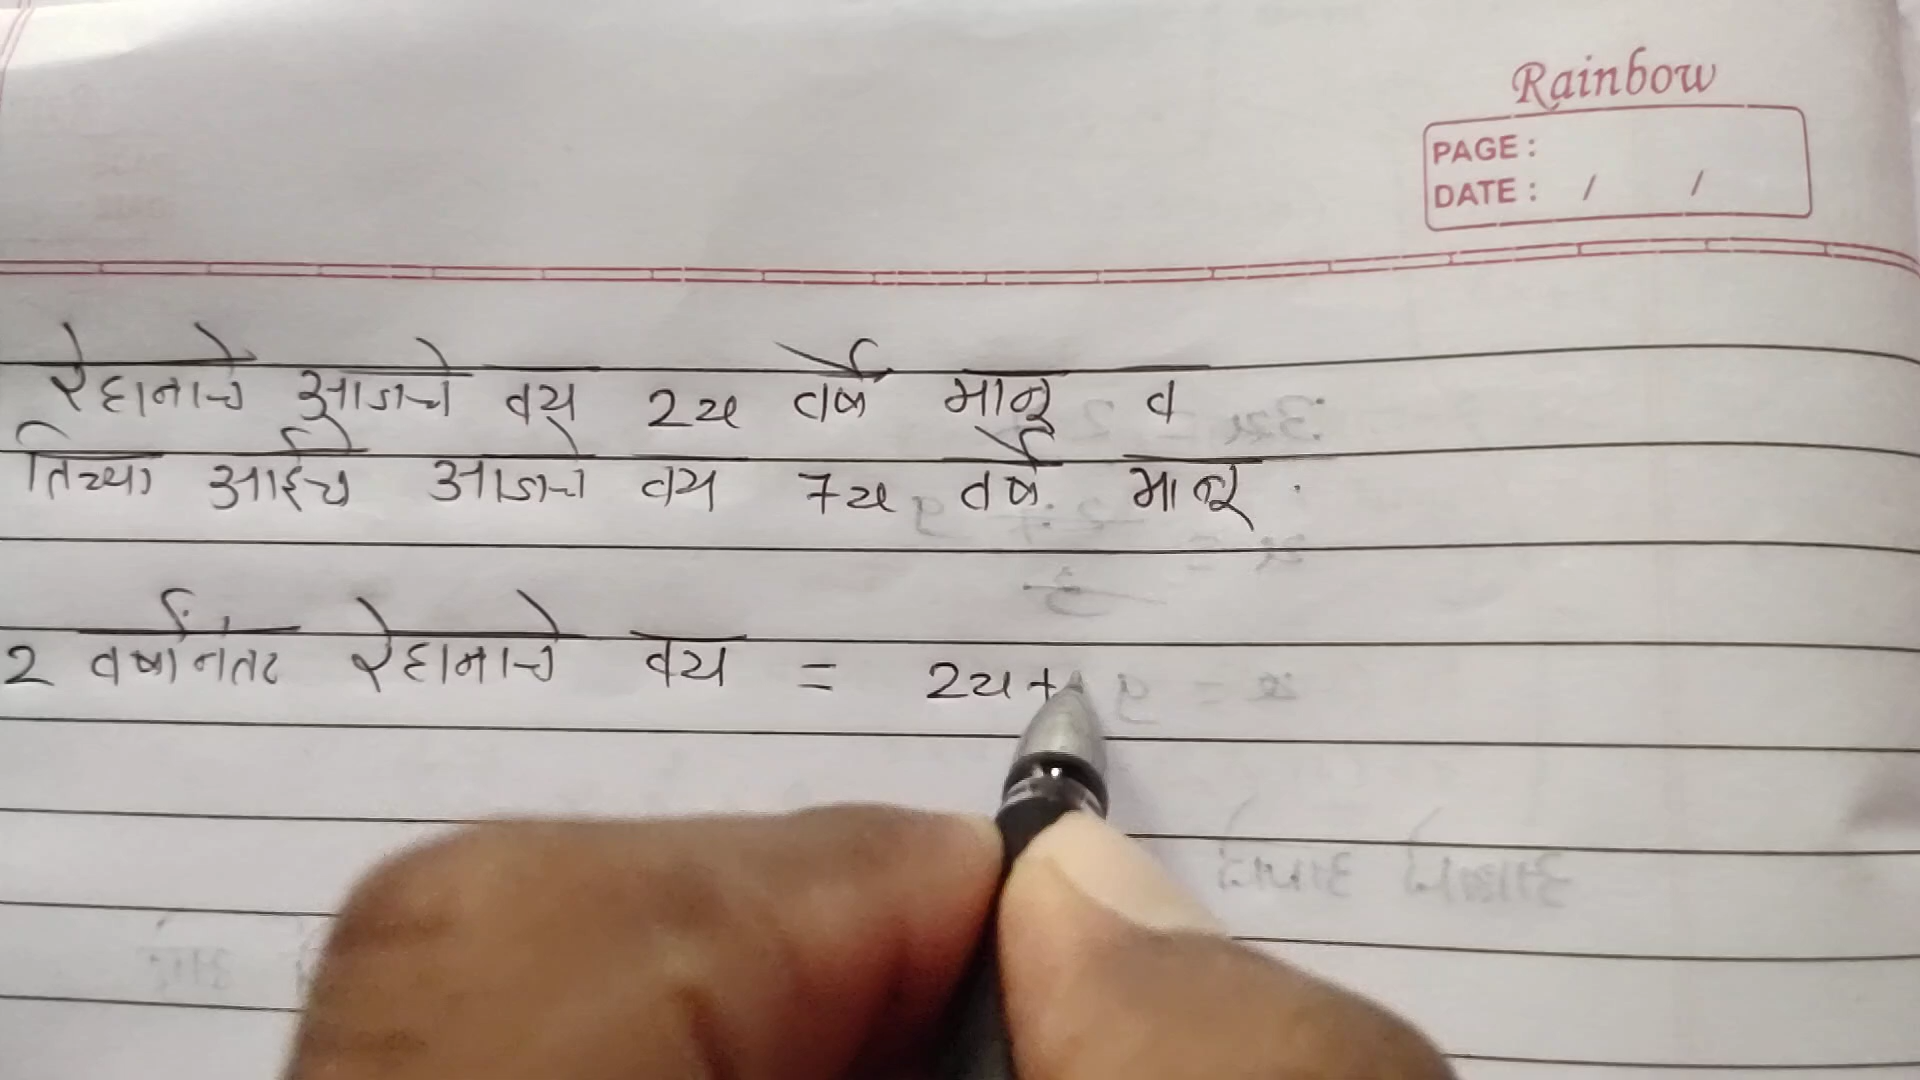 Rainbow
PAGE :
DATE : / /
रेहानाचे आजचे वय 2x वर्षे मानू व
तिच्या आईचे आजचे वय 7x वर्षे मानू .
2 वर्षानंतर रेहानाचे वय = 2x+